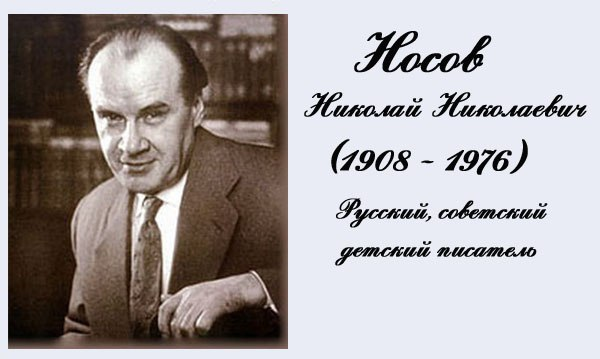 Носов
Николай Николаевич
(1908 - 1976)
Русский, советский
детский писатель